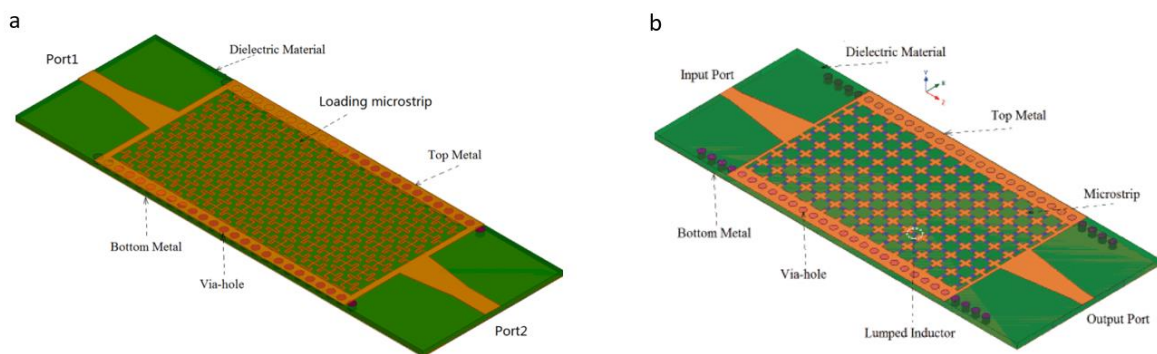 a
Port1
Dielectric Material
Loading microstrip
Top Metal
Bottom Metal
Via-hole
Port2
b
Dielectric Material
Input Port
Y
X
Z
Top Metal
Microstrip
Bottom Metal
Via-hole
Lumped Inductor
Output Port